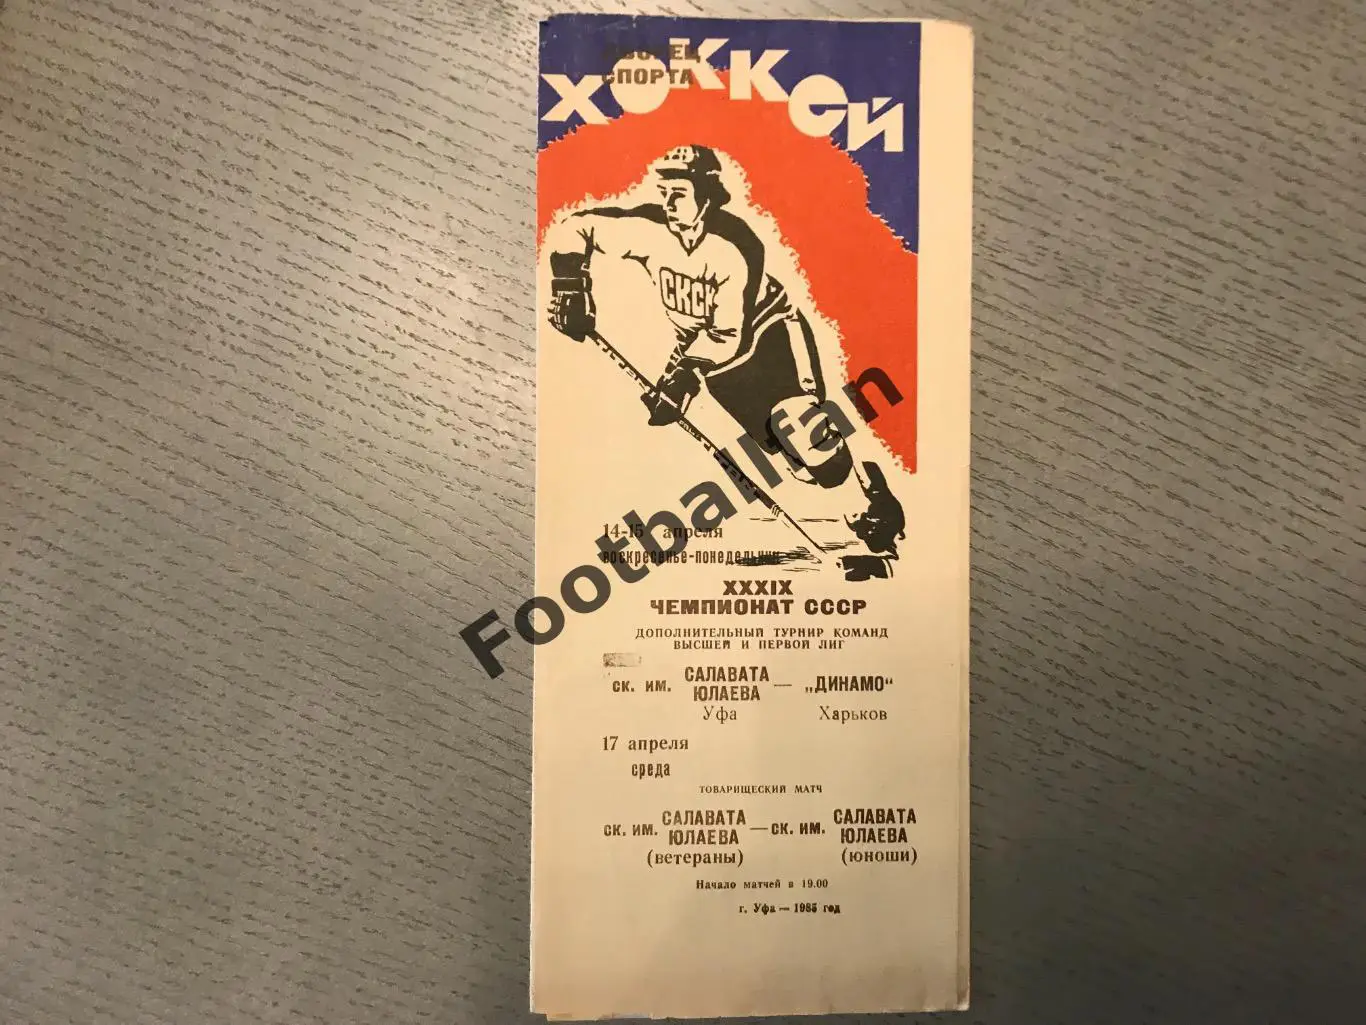 ДВОРЕЦ
СПОРТА
ХОККЕЙ
СКСК
14-15 апреля
воскресенье-понедельник
XXXIX
ЧЕМПИОНАТ СССР
ДОПОЛНИТЕЛЬНЫЙ ТУРНИР КОМАНД
ВЫСШЕЙ И ПЕРВОЙ ЛИГ
СК. ИМ. САЛАВАТА ЮЛАЕВА — „ДИНАМО"
Уфа Харьков
17 апреля
среда
ТОВАРИЩЕСКИЙ МАТЧ
СК. ИМ. САЛАВАТА ЮЛАЕВА — СК. ИМ. САЛАВАТА ЮЛАЕВА
(ветераны) (юноши)
Начало матчей в 19.00
г. Уфа — 1985 год
Footballfan